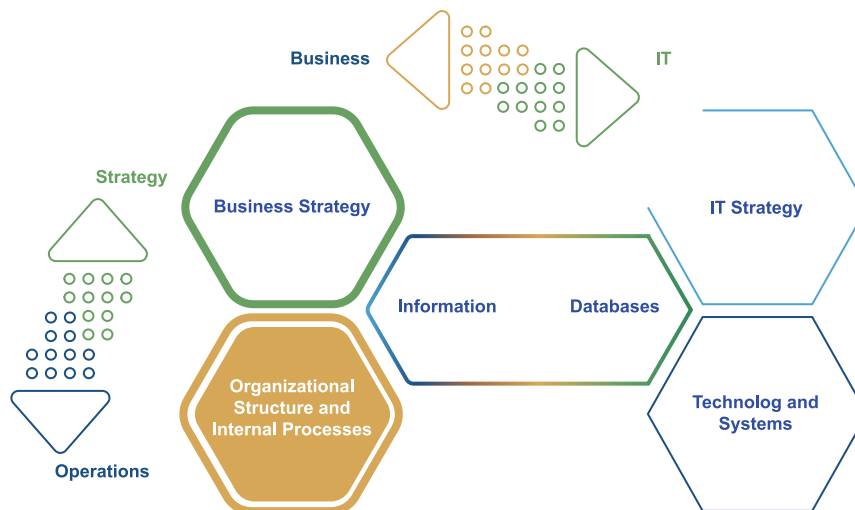 Business
IT
Strategy
Business Strategy
IT Strategy
Information
Databases
Organizational
Structure and
Internal Processes
Technolog and
Systems
Operations